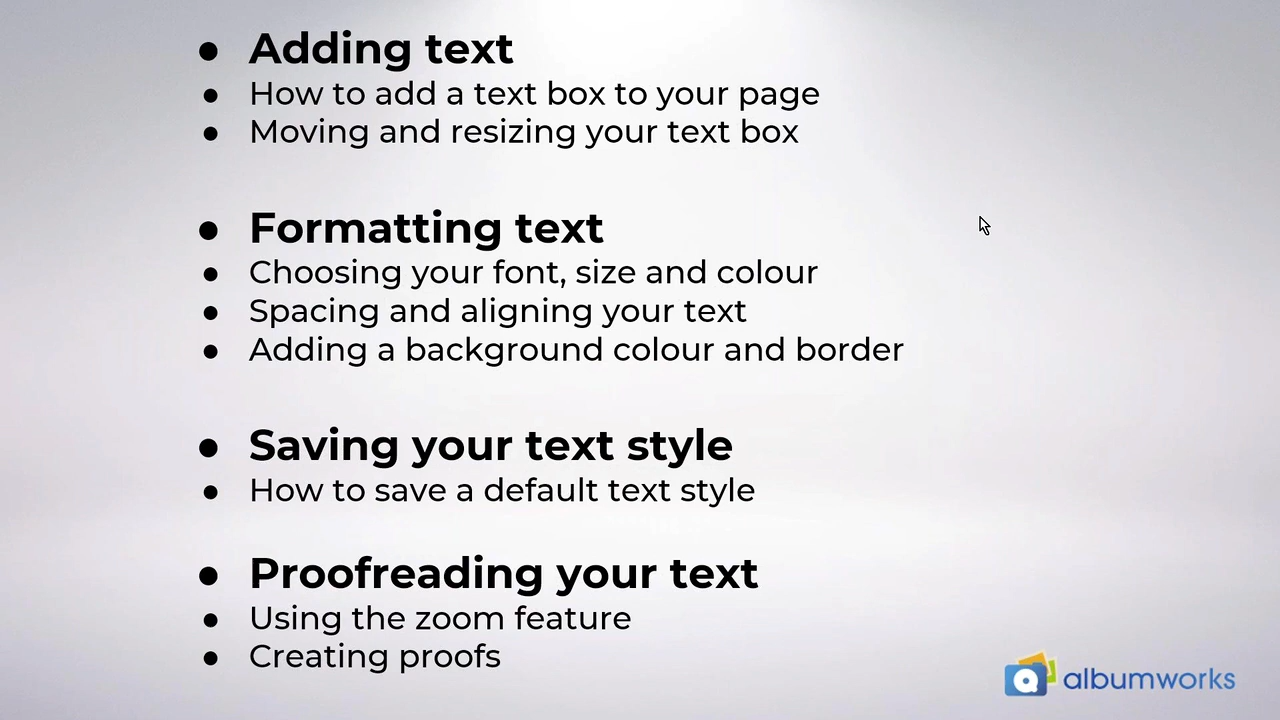 ● Adding text
● How to add a text box to your page
● Moving and resizing your text box
● Formatting text
● Choosing your font, size and colour
● Spacing and aligning your text
● Adding a background colour and border
● Saving your text style
● How to save a default text style
● Proofreading your text
● Using the zoom feature
● Creating proofs
albumworks